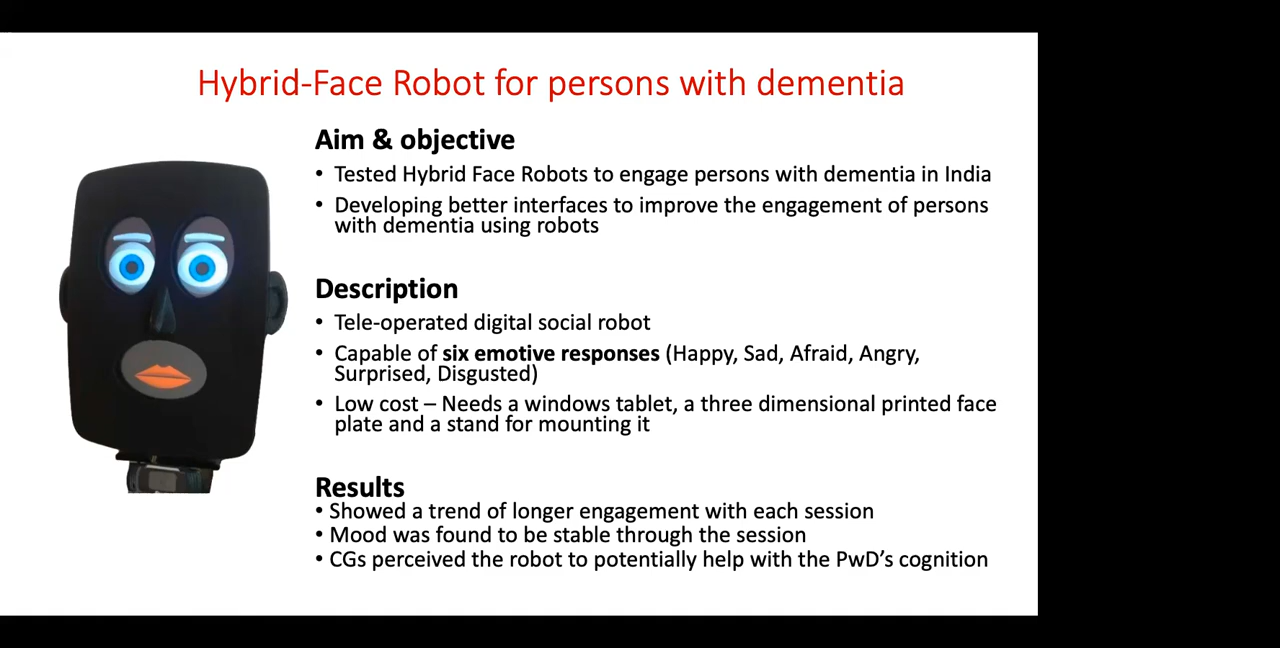 Hybrid-Face Robot for persons with dementia
Aim & objective
• Tested Hybrid Face Robots to engage persons with dementia in India
• Developing better interfaces to improve the engagement of persons
with dementia using robots
Description
• Tele-operated digital social robot
• Capable of six emotive responses (Happy, Sad, Afraid, Angry,
Surprised, Disgusted)
• Low cost – Needs a windows tablet, a three dimensional printed face
plate and a stand for mounting it
Results
• Showed a trend of longer engagement with each session
• Mood was found to be stable through the session
• CGs perceived the robot to potentially help with the PwD’s cognition